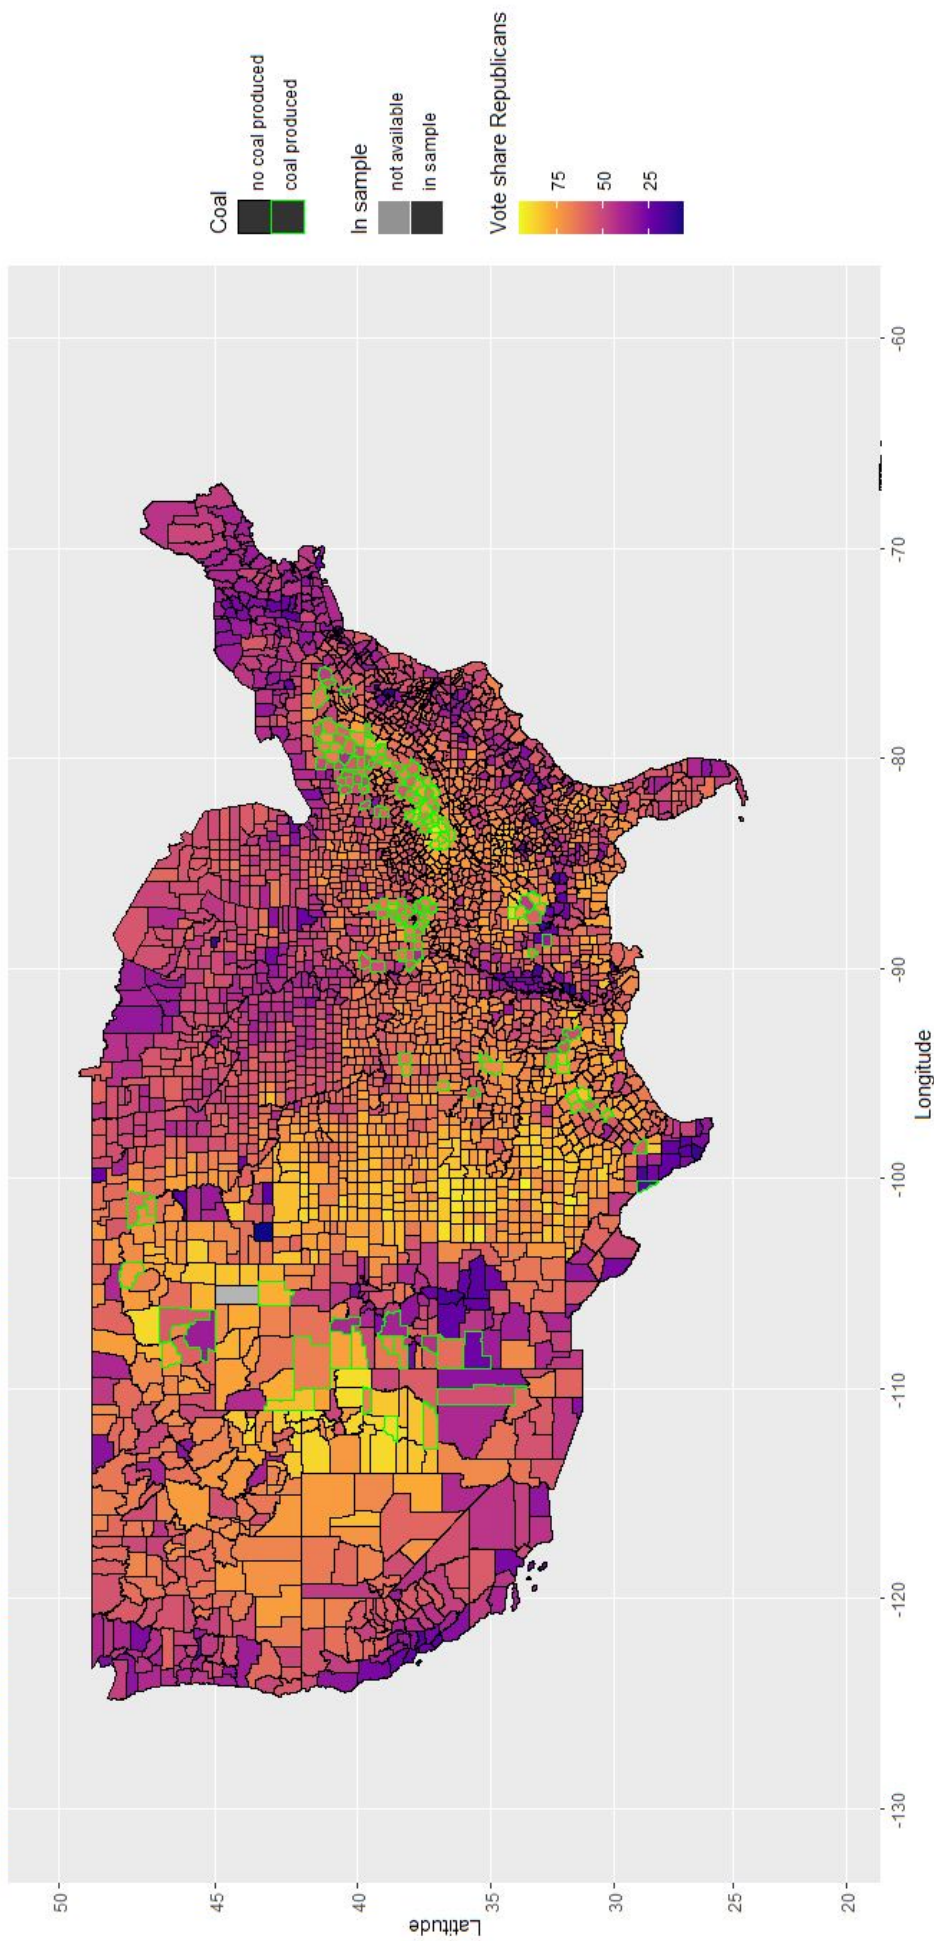 50
45
40
35
30
25
20
Latitude
-130
-120
-110
-100
-90
-80
-70
-60
Longitude
Coal
no coal produced
coal produced
In sample
not available
in sample
Vote share Republicans
75
50
25